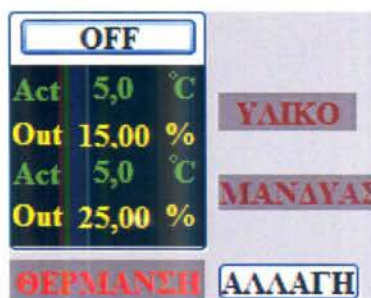 OFF
Act 5,0 °C
Out 15,00 %
Act 5,0 °C
Out 25,00 %
ΥΛΙΚΟ
ΜΑΝΔΥΑΣ
ΘΕΡΜΑΝΣΗ
ΑΛΛΑΓΗ